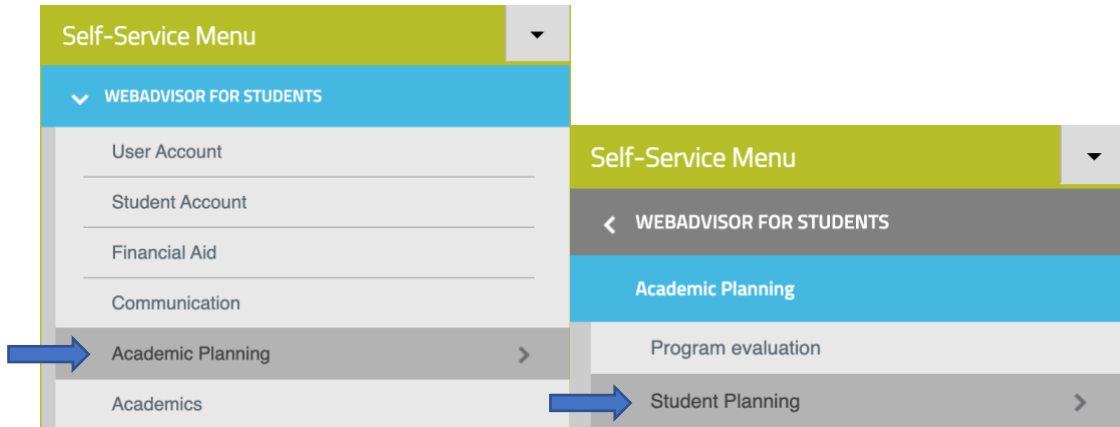 Self-Service Menu
WEBADVISOR FOR STUDENTS
User Account
Student Account
Financial Aid
Communication
Academic Planning
Academics
Self-Service Menu
WEBADVISOR FOR STUDENTS
Academic Planning
Program evaluation
Student Planning